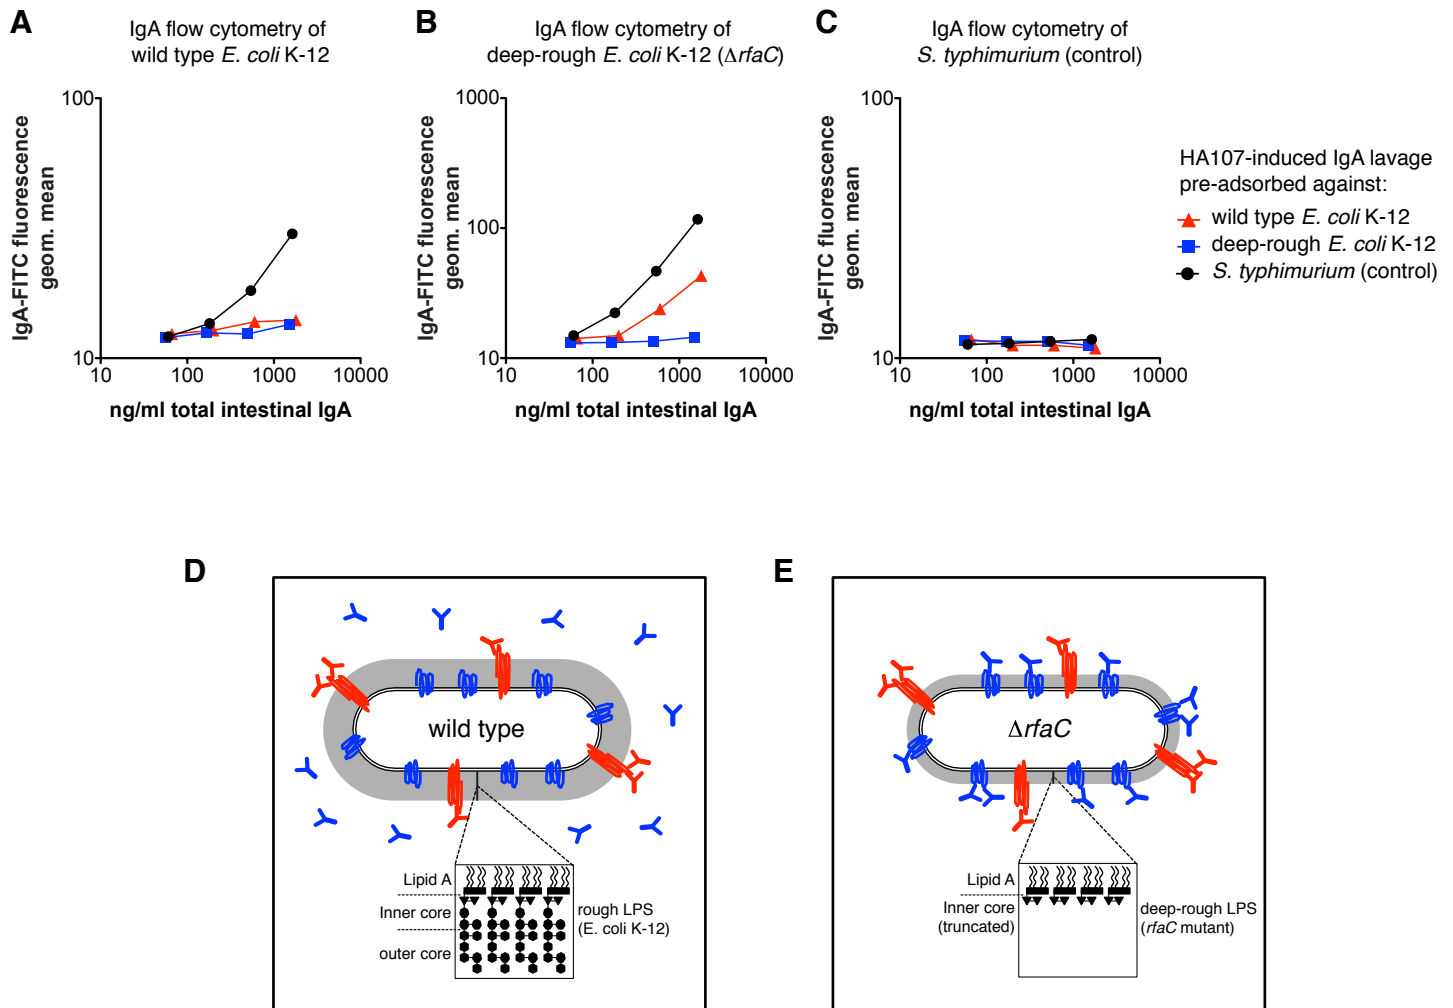 A
IgA flow cytometry of
wild type E. coli K-12
100
10
IgA-FITC fluorescence
geom. mean
10
100
1000
10000
ng/ml total intestinal IgA
B
IgA flow cytometry of
deep-rough E. coli K-12 (ΔrfaC)
1000
100
10
IgA-FITC fluorescence
geom. mean
10
100
1000
10000
ng/ml total intestinal IgA
C
IgA flow cytometry of
S. typhimurium (control)
100
10
IgA-FITC fluorescence
geom. mean
10
100
1000
10000
ng/ml total intestinal IgA
HA107-induced IgA lavage
pre-adsorbed against:
wild type E. coli K-12
deep-rough E. coli K-12
S. typhimurium (control)
D
wild type
Lipid A
Inner core
outer core
rough LPS
(E. coli K-12)
E
ΔrfaC
Lipid A
Inner core
(truncated)
deep-rough LPS
(rfaC mutant)